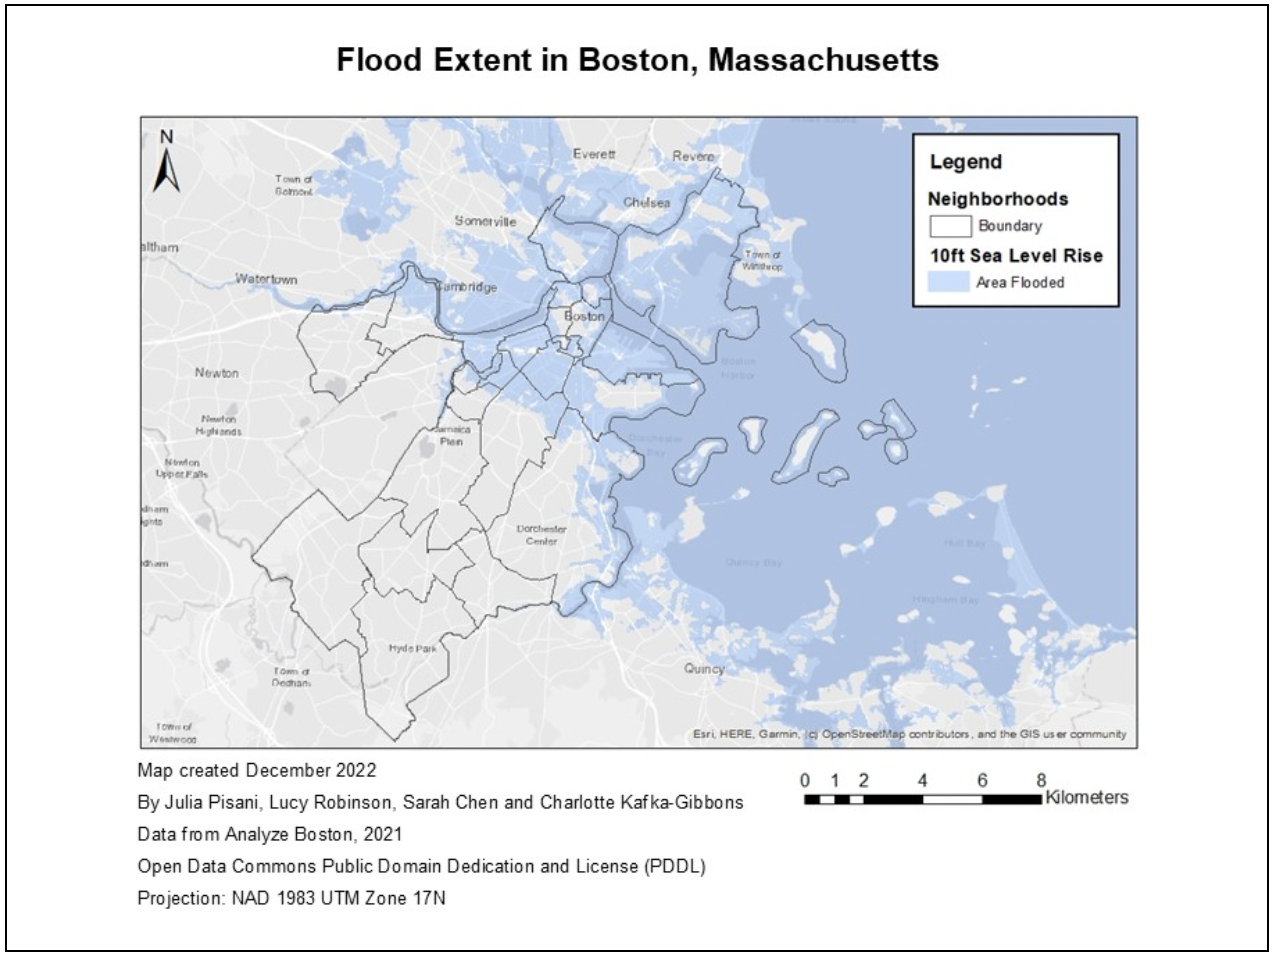 Flood Extent in Boston, Massachusetts
N
Legend
Neighborhoods
Boundary
10ft Sea Level Rise
Area Flooded
Everett
Revere
Town of
Belmont
Chelsea
Somerville
altham
Town of
Winthrop
Watertown
Cambridge
Boston
Boston
Harbor
Newton
Newton
Highlands
Jamaica
Plain
Dorchester
Bay
Newton
Upper Falls
dham
ights
Dorchester
Center
Hull Bay
dham
Quincy Bay
Hingham Bay
Hyde Park
Town of
Dedham
Quincy
Town of
Westwood
Esri, HERE, Garmin, (c) OpenStreetMap contributors, and the GIS user community
Map created December 2022
0 1 2 4 6 8
Kilometers
By Julia Pisani, Lucy Robinson, Sarah Chen and Charlotte Kafka-Gibbons
Data from Analyze Boston, 2021
Open Data Commons Public Domain Dedication and License (PDDL)
Projection: NAD 1983 UTM Zone 17N